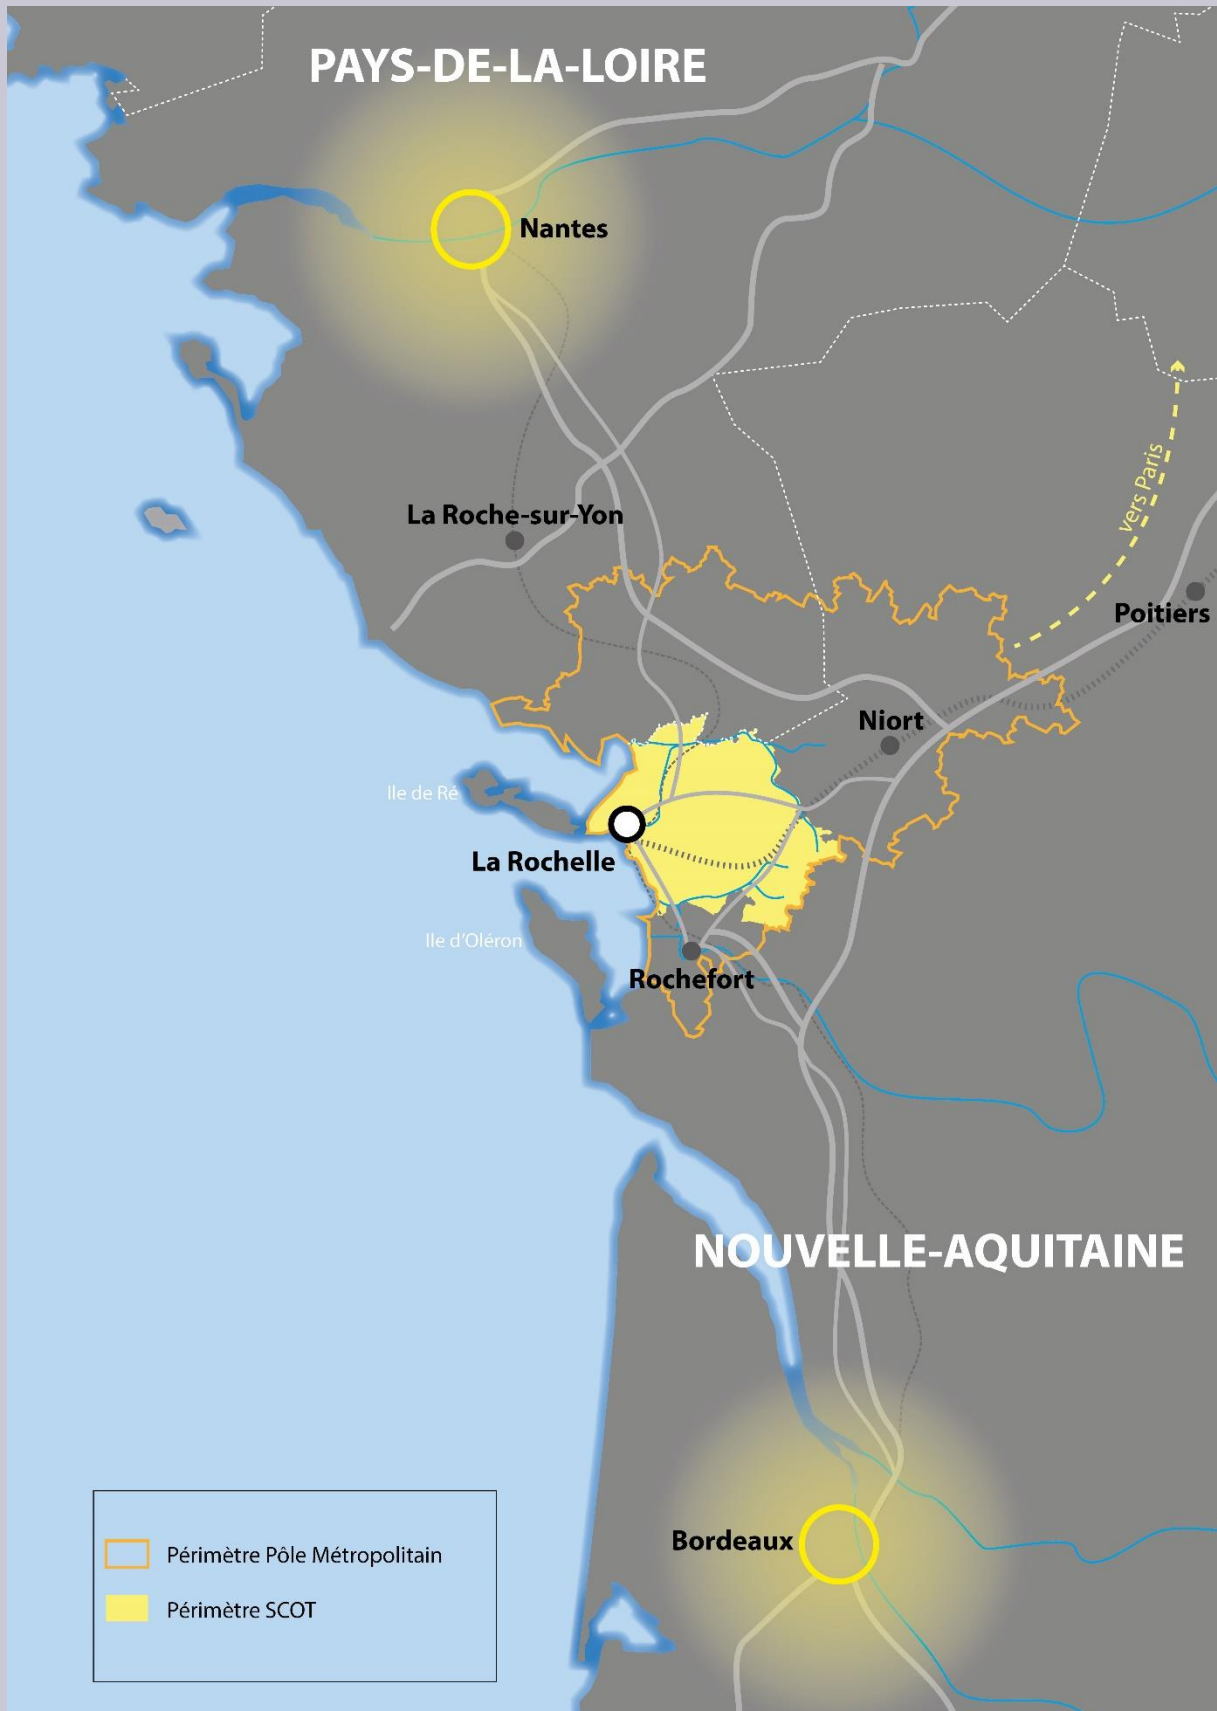 PAYS-DE-LA-LOIRE
Nantes
La Roche-sur-Yon
vers Paris
Poitiers
Niort
Ile de Ré
La Rochelle
Ile d'Oléron
Rochefort
NOUVELLE-AQUITAINE
Bordeaux
Périmètre Pôle Métropolitain
Périmètre SCOT